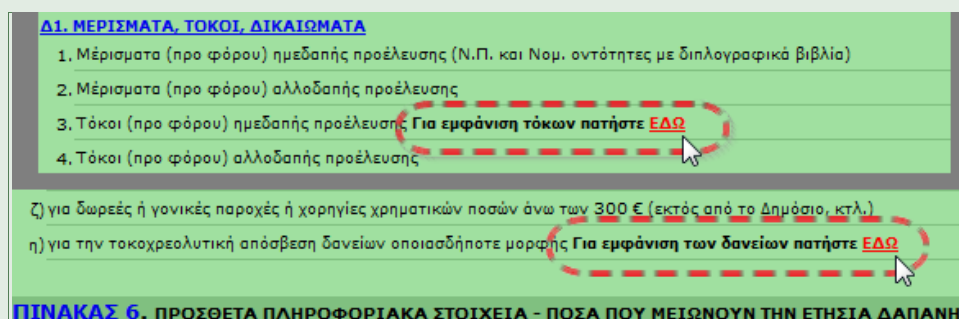 Δ1. ΜΕΡΙΣΜΑΤΑ, ΤΟΚΟΙ, ΔΙΚΑΙΩΜΑΤΑ
1. Μέρισματα (προ φόρου) ημεδαπής προέλευσης (Ν.Π. και Νομ. οντότητες με διπλογραφικά βιβλία)
2. Μέρισματα (προ φόρου) αλλοδαπής προέλευσης
3. Τόκοι (προ φόρου) ημεδαπής προέλευσης Για εμφάνιση τόκων πατήστε ΕΔΩ
4. Τόκοι (προ φόρου) αλλοδαπής προέλευσης
ζ) για δωρεές ή γονικές παροχές ή χορηγίες χρηματικών ποσών άνω των 300 € (εκτός από το Δημόσιο, κτλ.)
η) για την τοκοχρεολυτική απόσβεση δανείων οποιασδήποτε μορφής Για εμφάνιση των δανείων πατήστε ΕΔΩ
ΠΙΝΑΚΑΣ 6. ΠΡΟΣΘΕΤΑ ΠΛΗΡΟΦΟΡΙΑΚΑ ΣΤΟΙΧΕΙΑ - ΠΟΣΑ ΠΟΥ ΜΕΙΩΝΟΥΝ ΤΗΝ ΕΤΗΣΙΑ ΔΑΠΑΝΗ